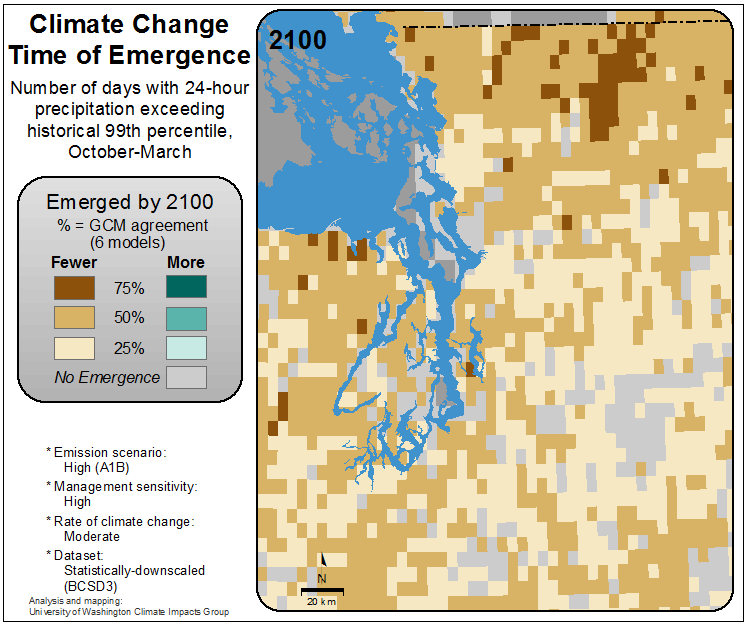 Climate Change
Time of Emergence
Number of days with 24-hour
precipitation exceeding
historical 99th percentile,
October-March
Emerged by 2100
% = GCM agreement
(6 models)
Fewer More
75%
50%
25%
No Emergence
* Emission scenario:
High (A1B)
* Management sensitivity:
High
* Rate of climate change:
Moderate
* Dataset:
Statistically-downscaled
(BCSD3)
Analysis and mapping:
University of Washington Climate Impacts Group
2100
N
20 km